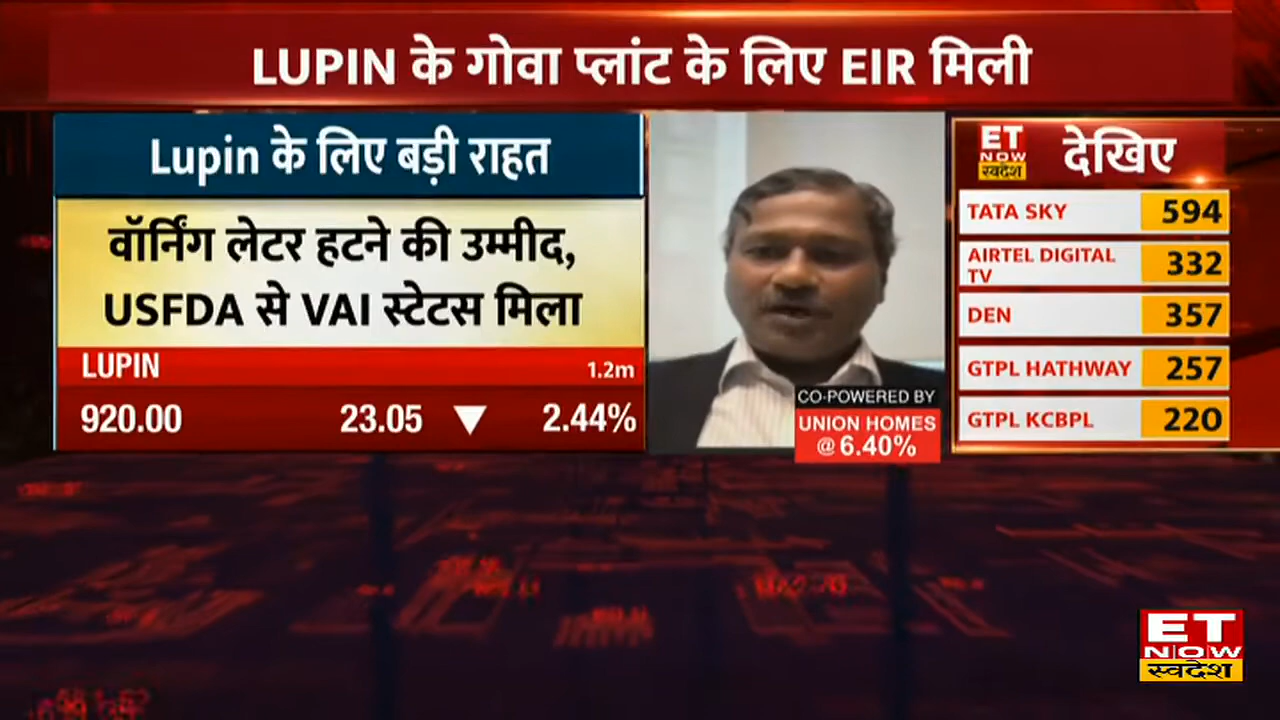 LUPIN के गोवा प्लांट के लिए EIR मिली
Lupin के लिए बड़ी राहत
वॉर्निंग लेटर हटने की उम्मीद,
USFDA से VAI स्टेटस मिला
LUPIN 1.2m
920.00 23.05 ▼ 2.44%
CO-POWERED BY
UNION HOMES
@ 6.40%
ET
NOW
स्वदेश
देखिए
TATA SKY 594
AIRTEL DIGITAL
TV 332
DEN 357
GTPL HATHWAY 257
GTPL KCBPL 220
ET
NOW
स्वदेश